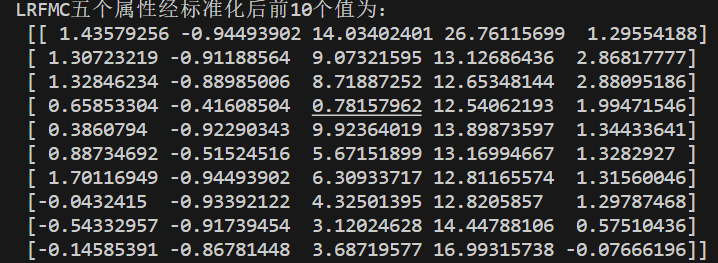 LRFMC五个属性经标准化后前10个值为:
[[ 1.43579256 -0.94493902 14.03402401 26.76115699  1.29554188]
[ 1.30723219 -0.91188564  9.07321595 13.12686436  2.86817777]
[ 1.32846234 -0.88985006  8.71887252 12.65348144  2.88095186]
[ 0.65853304 -0.41608504  0.78157962 12.54062193  1.99471546]
[ 0.3860794  -0.92290343  9.92364019 13.89873597  1.34433641]
[ 0.88734692 -0.51524516  5.67151899 13.16994667  1.3282927 ]
[ 1.70116949 -0.94493902  6.30933717 12.81165574  1.31560046]
[-0.0432415  -0.93392122  4.32501395 12.8205857   1.29787468]
[-0.54332957 -0.91739454  3.12024628 14.44788106  0.57510436]
[-0.14585391 -0.86781448  3.68719577 16.99315738 -0.07666196]]